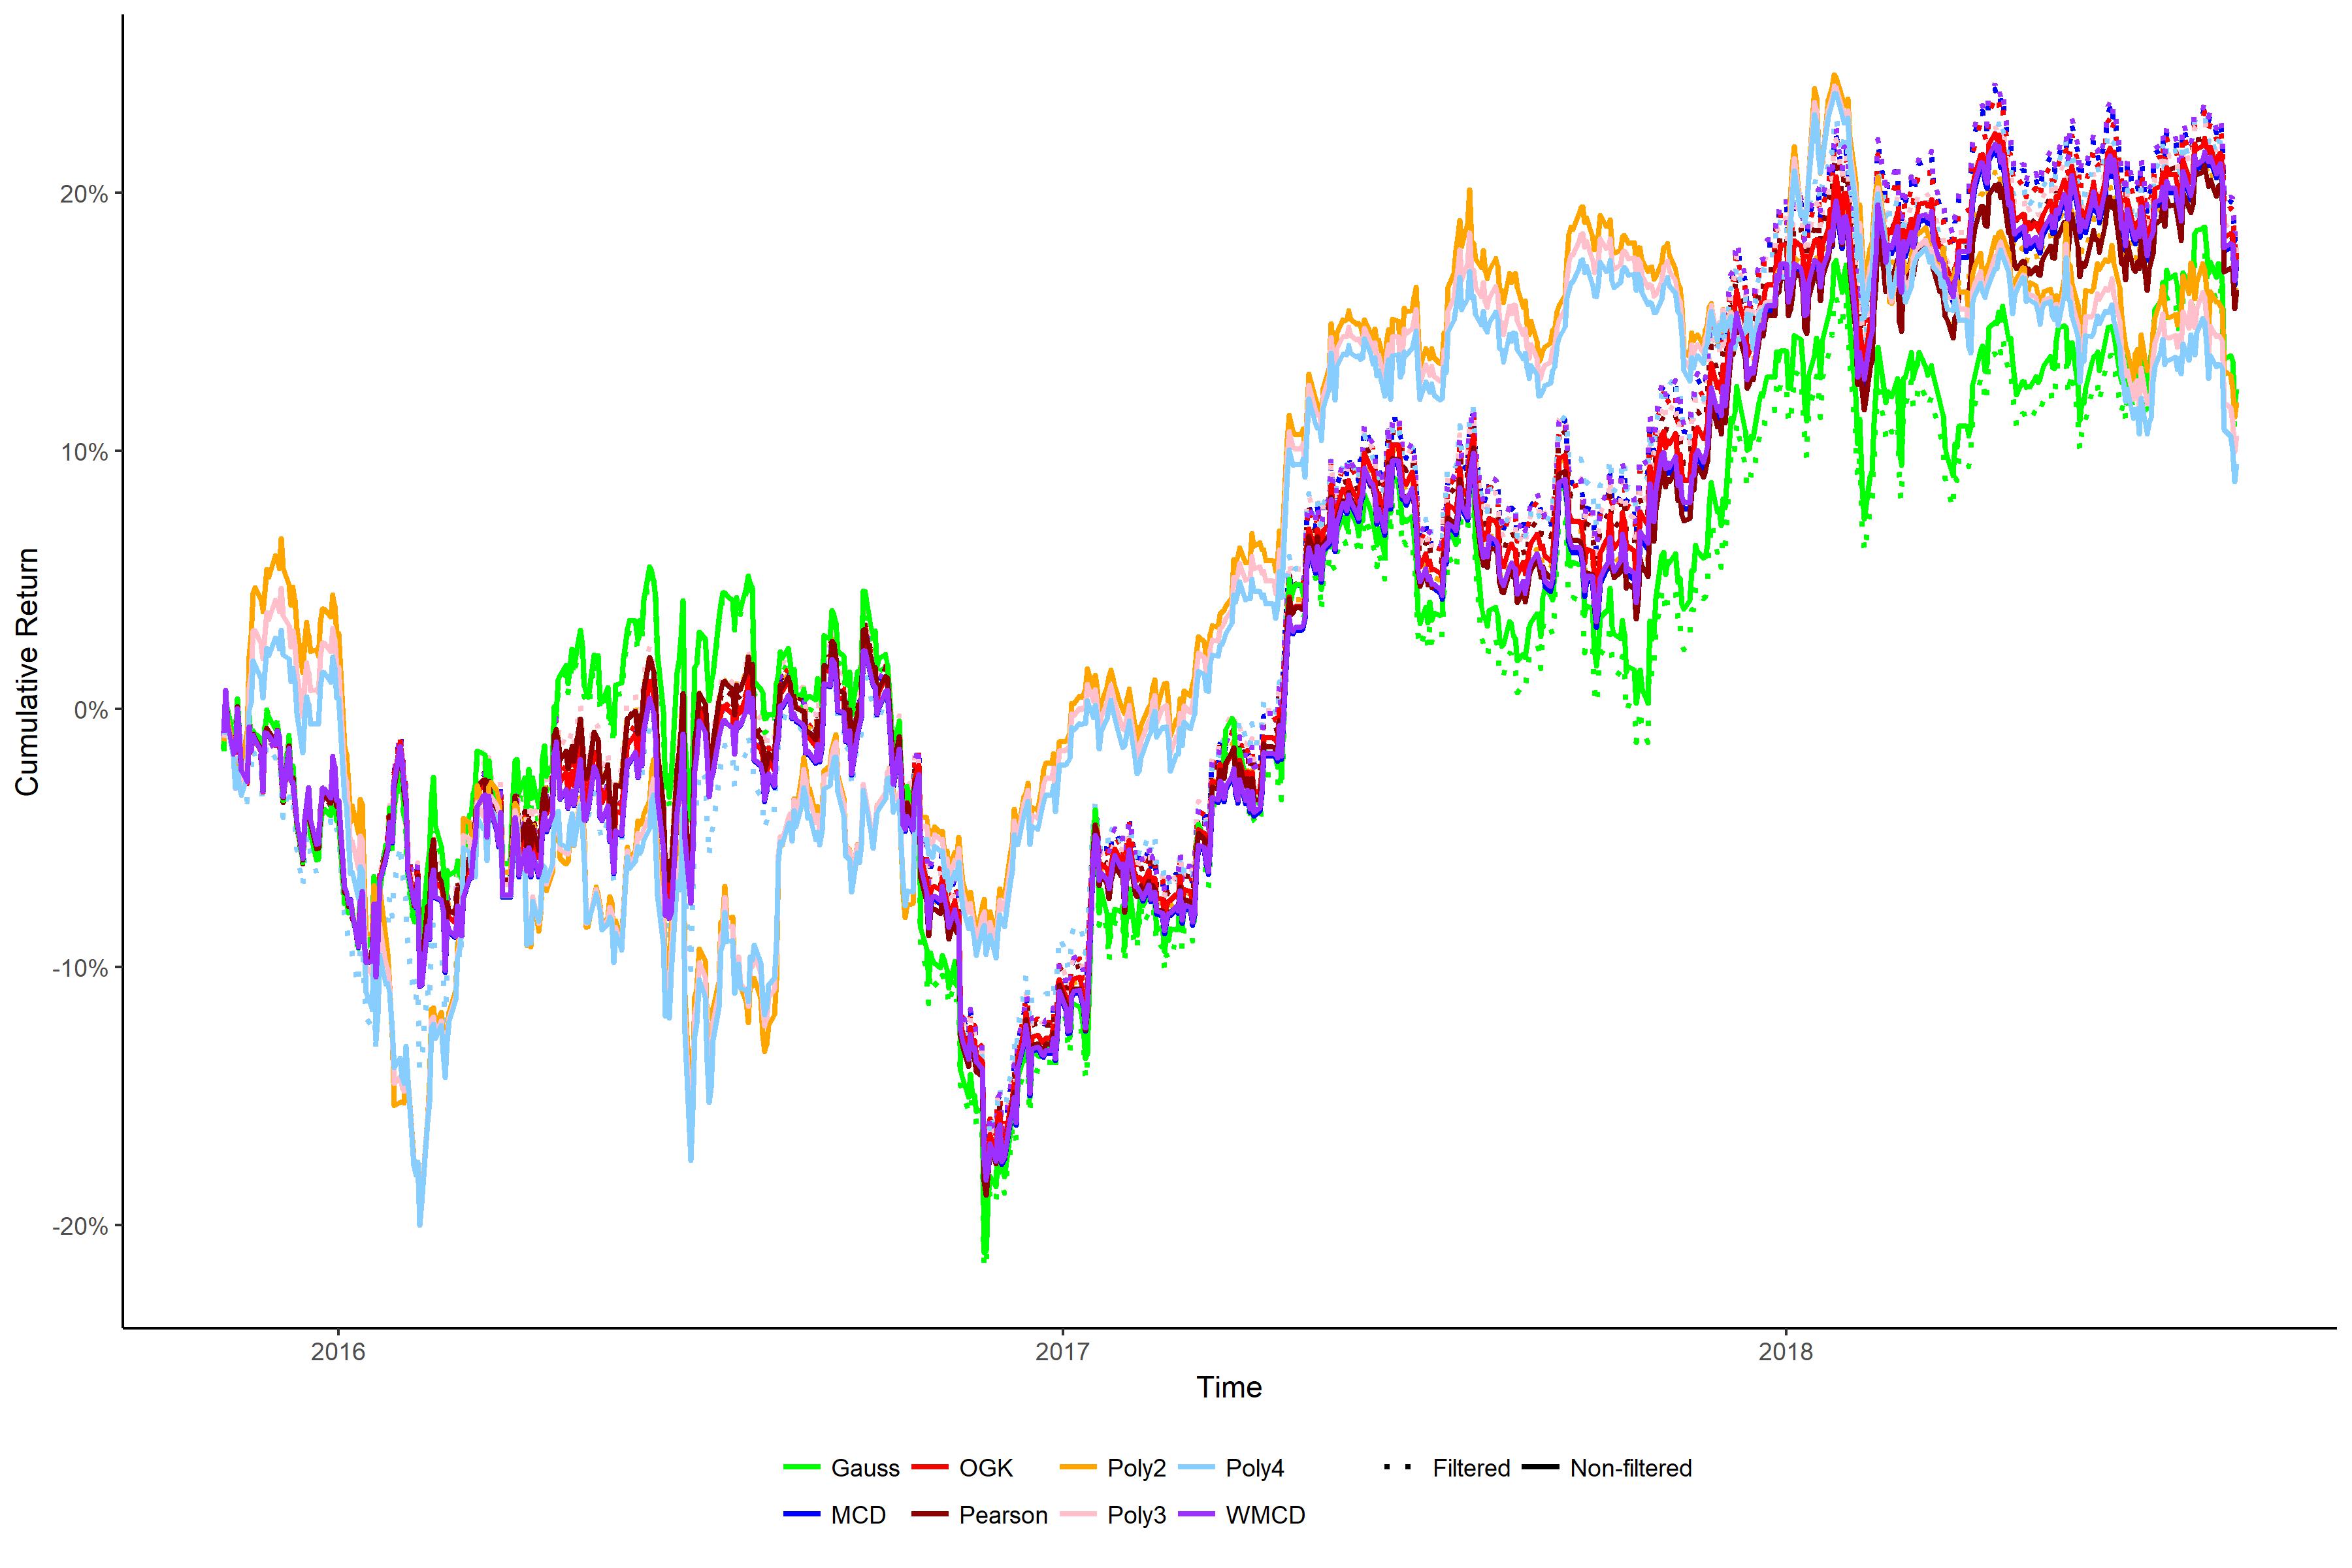 Cumulative Return
20%
10%
0%
-10%
-20%
2016 2017 2018
Time
Gauss OGK Poly2 Poly4 Filtered Non-filtered
MCD Pearson Poly3 WMCD